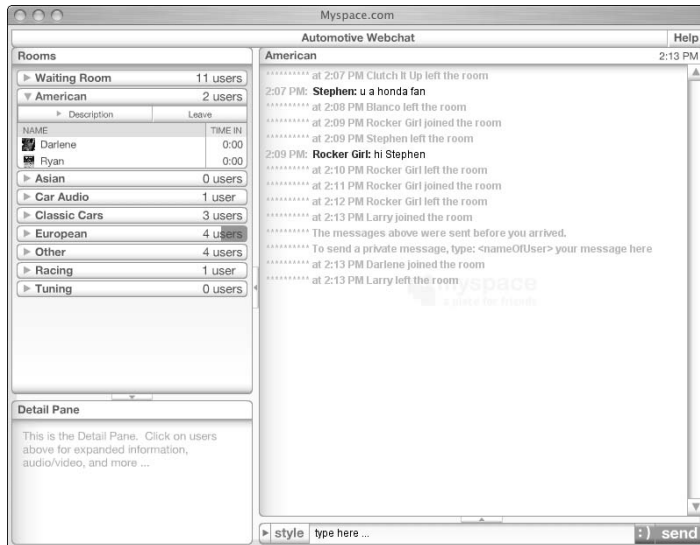 Myspace.com
Automotive Webchat
Help
Rooms
Waiting Room 11 users
American 2 users
Description Leave
NAME TIME IN
Darlene 0:00
Ryan 0:00
Asian 0 users
Car Audio 1 user
Classic Cars 3 users
European 4 users
Other 4 users
Racing 1 user
Tuning 0 users
Detail Pane
This is the Detail Pane. Click on users
above for expanded information,
audio/video, and more ...
American 2:13 PM
********** at 2:07 PM Clutch It Up left the room
2:07 PM: Stephen: u a honda fan
********** at 2:08 PM Blanco left the room
********** at 2:09 PM Rocker Girl joined the room
********** at 2:09 PM Stephen left the room
2:09 PM: Rocker Girl: hi Stephen
********** at 2:10 PM Rocker Girl left the room
********** at 2:11 PM Rocker Girl joined the room
********** at 2:12 PM Rocker Girl left the room
********** at 2:13 PM Larry joined the room
********** The messages above were sent before you arrived.
********** To send a private message, type: <nameOfUser> your message here
********** at 2:13 PM Darlene joined the room
********** at 2:13 PM Larry left the room
myspace
a place for friends
style type here ... :) send